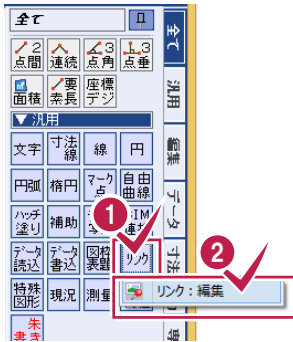 全て
2点間 連続 3点角 1.3点垂
面積 要素長 座標デジ
▼ 汎用
文字 寸法線 線 円
円弧 楕円 マーク点 自由曲線
ハッチ塗り 補助
データ読込 データ書込 図枠表題 リンク
特殊図形 現況 測量
朱書き
1
2
リンク：編集
全て
汎用
編集
データ
寸法